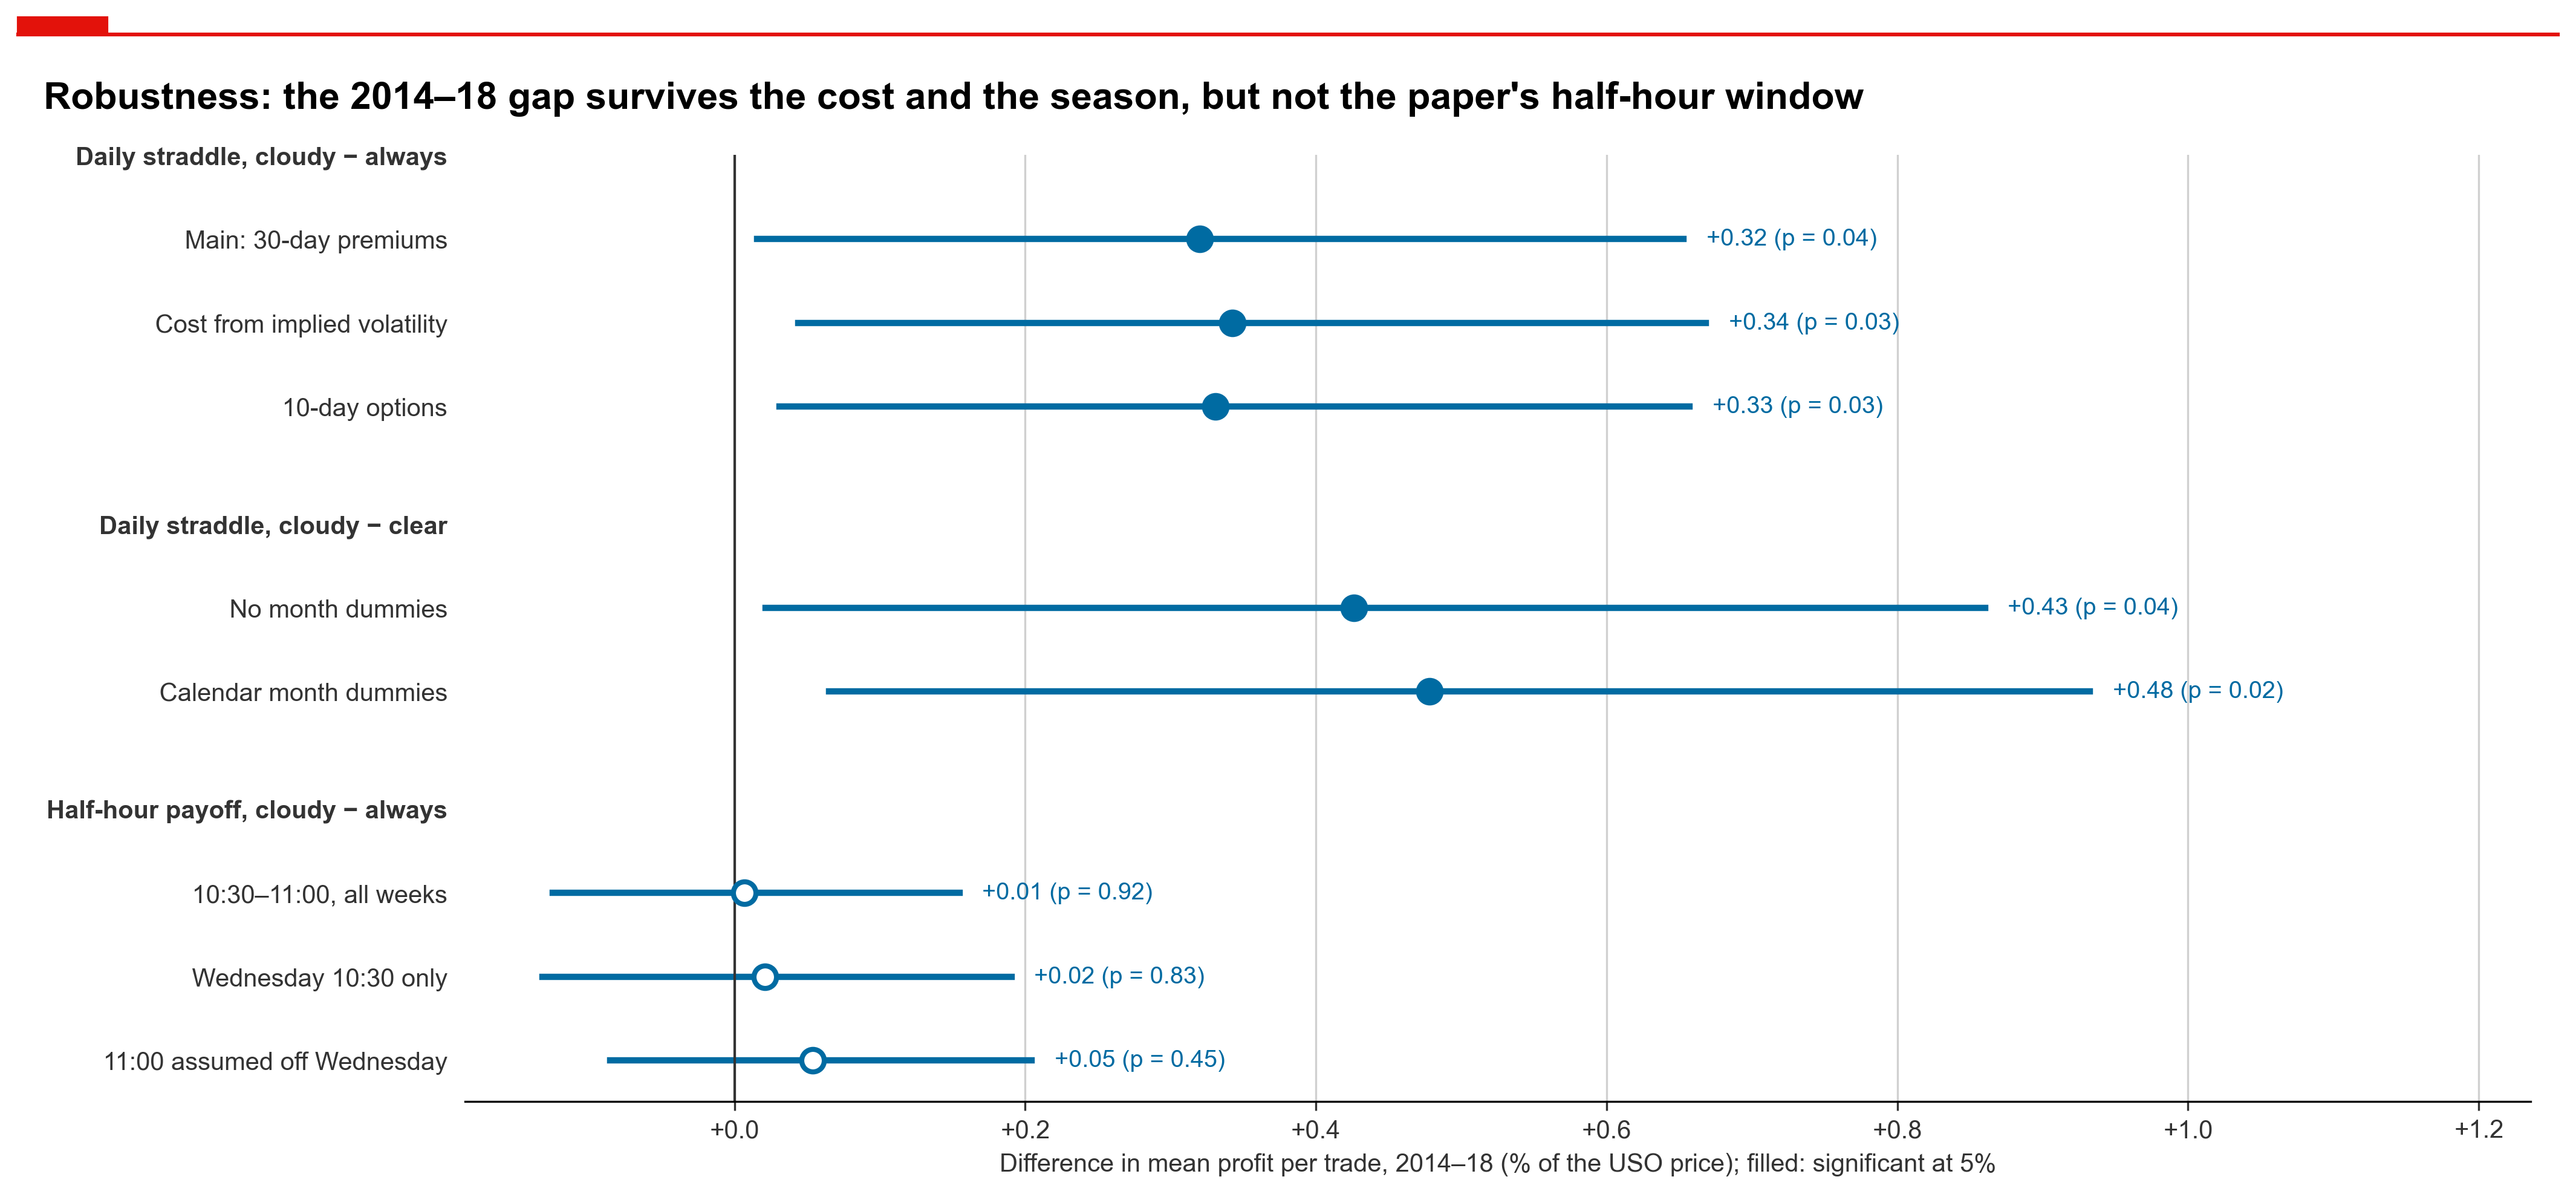 Robustness: the 2014–18 gap survives the cost and the season, but not the paper's half-hour window
Daily straddle, cloudy − always
Main: 30-day premiums
+0.32 (p = 0.04)
Cost from implied volatility
+0.34 (p = 0.03)
10-day options
+0.33 (p = 0.03)
Daily straddle, cloudy − clear
No month dummies
+0.43 (p = 0.04)
Calendar month dummies
+0.48 (p = 0.02)
Half-hour payoff, cloudy − always
10:30–11:00, all weeks
+0.01 (p = 0.92)
Wednesday 10:30 only
+0.02 (p = 0.83)
11:00 assumed off Wednesday
+0.05 (p = 0.45)
+0.0 +0.2 +0.4 +0.6 +0.8 +1.0 +1.2
Difference in mean profit per trade, 2014–18 (% of the USO price); filled: significant at 5%